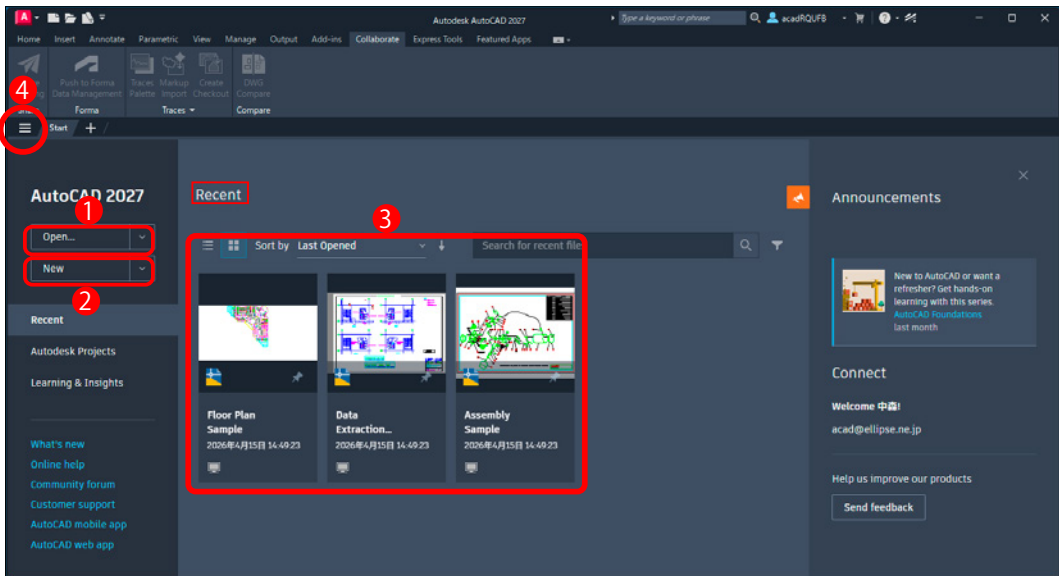 A
Autodesk AutoCAD 2027
Type a keyword or phrase
acadRQUFB
Home Insert Annotate Parametric View Manage Output Add-ins Collaborate Express Tools Featured Apps
4
Push to Forma
Data Management
Traces
Palette
Markup
Import
Create
Checkout
DWG
Compare
Forma
Traces
Compare
Start
AutoCAD 2027
1
Open...
New
2
Recent
Autodesk Projects
Learning & Insights
What's new
Online help
Community forum
Customer support
AutoCAD mobile app
AutoCAD web app
Recent
3
Sort by Last Opened
Search for recent file
Floor Plan
Sample
2026年4月15日 14:49:23
Data
Extraction...
2026年4月15日 14:49:23
Assembly
Sample
2026年4月15日 14:49:23
Announcements
New to AutoCAD or want a
refresher? Get hands-on
learning with this series.
AutoCAD Foundations
last month
Connect
Welcome 中森!
acad@ellipse.ne.jp
Help us improve our products
Send feedback